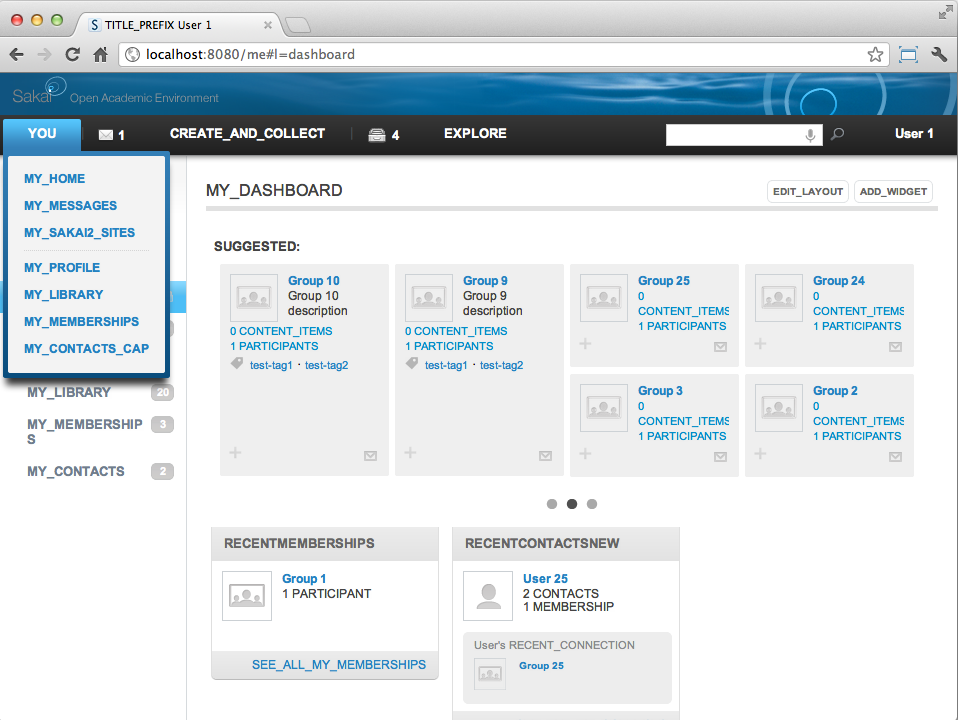 TITLE_PREFIX User 1
localhost:8080/me#l=dashboard
Sakai Open Academic Environment
YOU 1 CREATE_AND_COLLECT 4 EXPLORE User 1
MY_HOME
MY_MESSAGES
MY_SAKAI2_SITES
MY_PROFILE
MY_LIBRARY
MY_MEMBERSHIPS
MY_CONTACTS_CAP
MY_LIBRARY 20
MY_MEMBERSHIP 3
S
MY_CONTACTS 2
MY_DASHBOARD EDIT_LAYOUT ADD_WIDGET
SUGGESTED:
Group 10
Group 10
description
0 CONTENT_ITEMS
1 PARTICIPANTS
test-tag1 · test-tag2
Group 9
Group 9
description
0 CONTENT_ITEMS
1 PARTICIPANTS
test-tag1 · test-tag2
Group 25
0
CONTENT_ITEMS
1 PARTICIPANTS
Group 24
0
CONTENT_ITEMS
1 PARTICIPANTS
Group 3
0
CONTENT_ITEMS
1 PARTICIPANTS
Group 2
0
CONTENT_ITEMS
1 PARTICIPANTS
RECENTMEMBERSHIPS
Group 1
1 PARTICIPANT
SEE_ALL_MY_MEMBERSHIPS
RECENTCONTACTSNEW
User 25
2 CONTACTS
1 MEMBERSHIP
User's RECENT_CONNECTION
Group 25